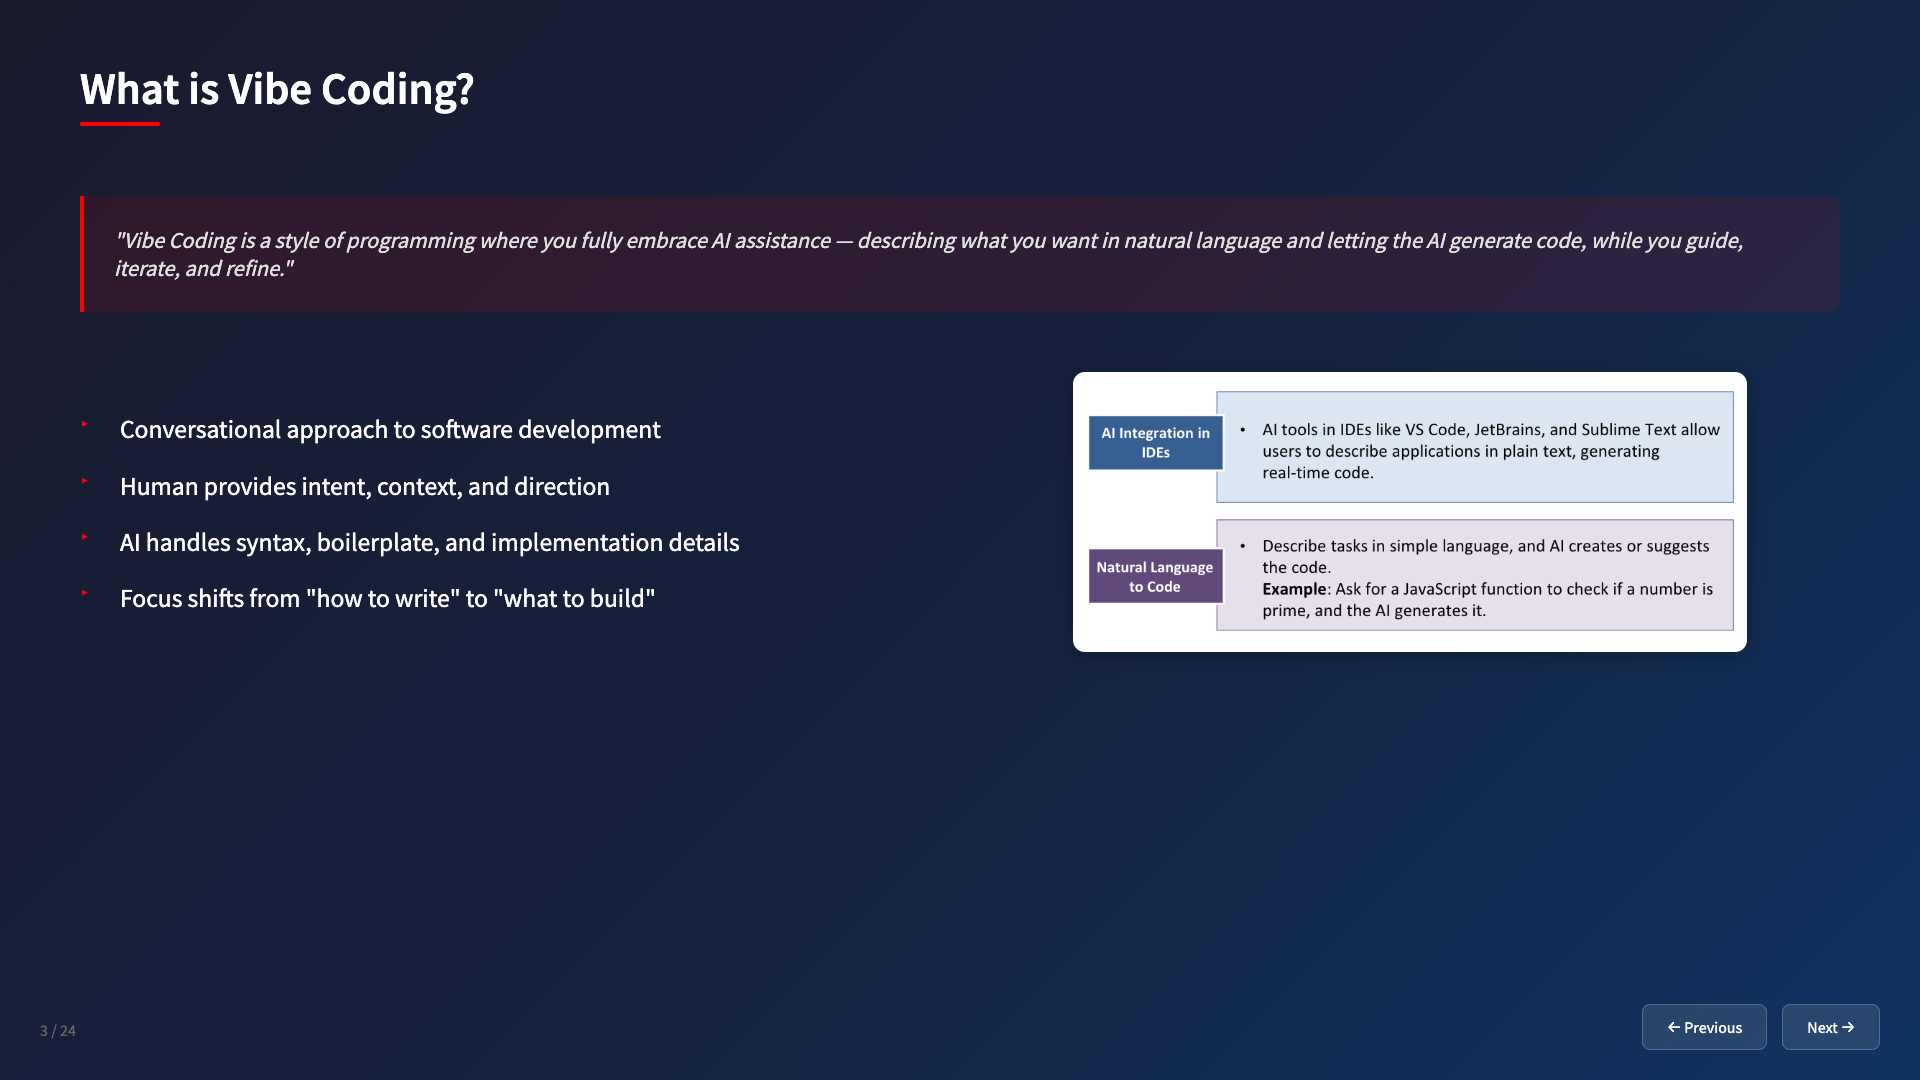 What is Vibe Coding?
"Vibe Coding is a style of programming where you fully embrace AI assistance — describing what you want in natural language and letting the AI generate code, while you guide,
iterate, and refine."
Conversational approach to software development
Human provides intent, context, and direction
AI handles syntax, boilerplate, and implementation details
Focus shifts from "how to write" to "what to build"
AI Integration in
IDEs
• AI tools in IDEs like VS Code, JetBrains, and Sublime Text allow
users to describe applications in plain text, generating
real-time code.
Natural Language
to Code
• Describe tasks in simple language, and AI creates or suggests
the code.
Example: Ask for a JavaScript function to check if a number is
prime, and the AI generates it.
3 / 24
← Previous
Next →